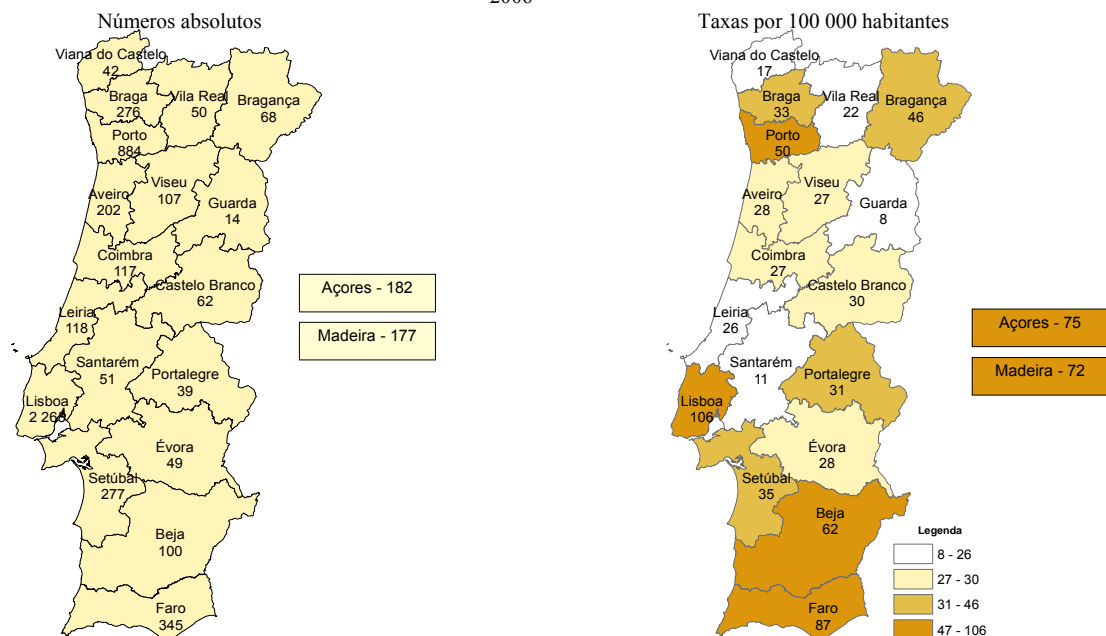 Números absolutos
Viana do Castelo
42
Braga
276
Vila Real
50
Bragança
68
Porto
884
Aveiro
202
Viseu
107
Guarda
14
Coimbra
117
Castelo Branco
62
Leiria
118
Santarém
51
Portalegre
39
Lisboa
Évora
49
Setúbal
277
Beja
100
Faro
345
Açores - 182
Madeira - 177
Taxas por 100 000 habitantes
Viana do Castelo
17
Braga
33
Vila Real
22
Bragança
46
Porto
50
Aveiro
28
Viseu
27
Guarda
8
Coimbra
27
Castelo Branco
30
Leiria
26
Santarém
11
Portalegre
31
Lisboa
106
Évora
28
Setúbal
35
Beja
62
Faro
87
Açores - 75
Madeira - 72
Legenda
8 - 26
27 - 30
31 - 46
47 - 106